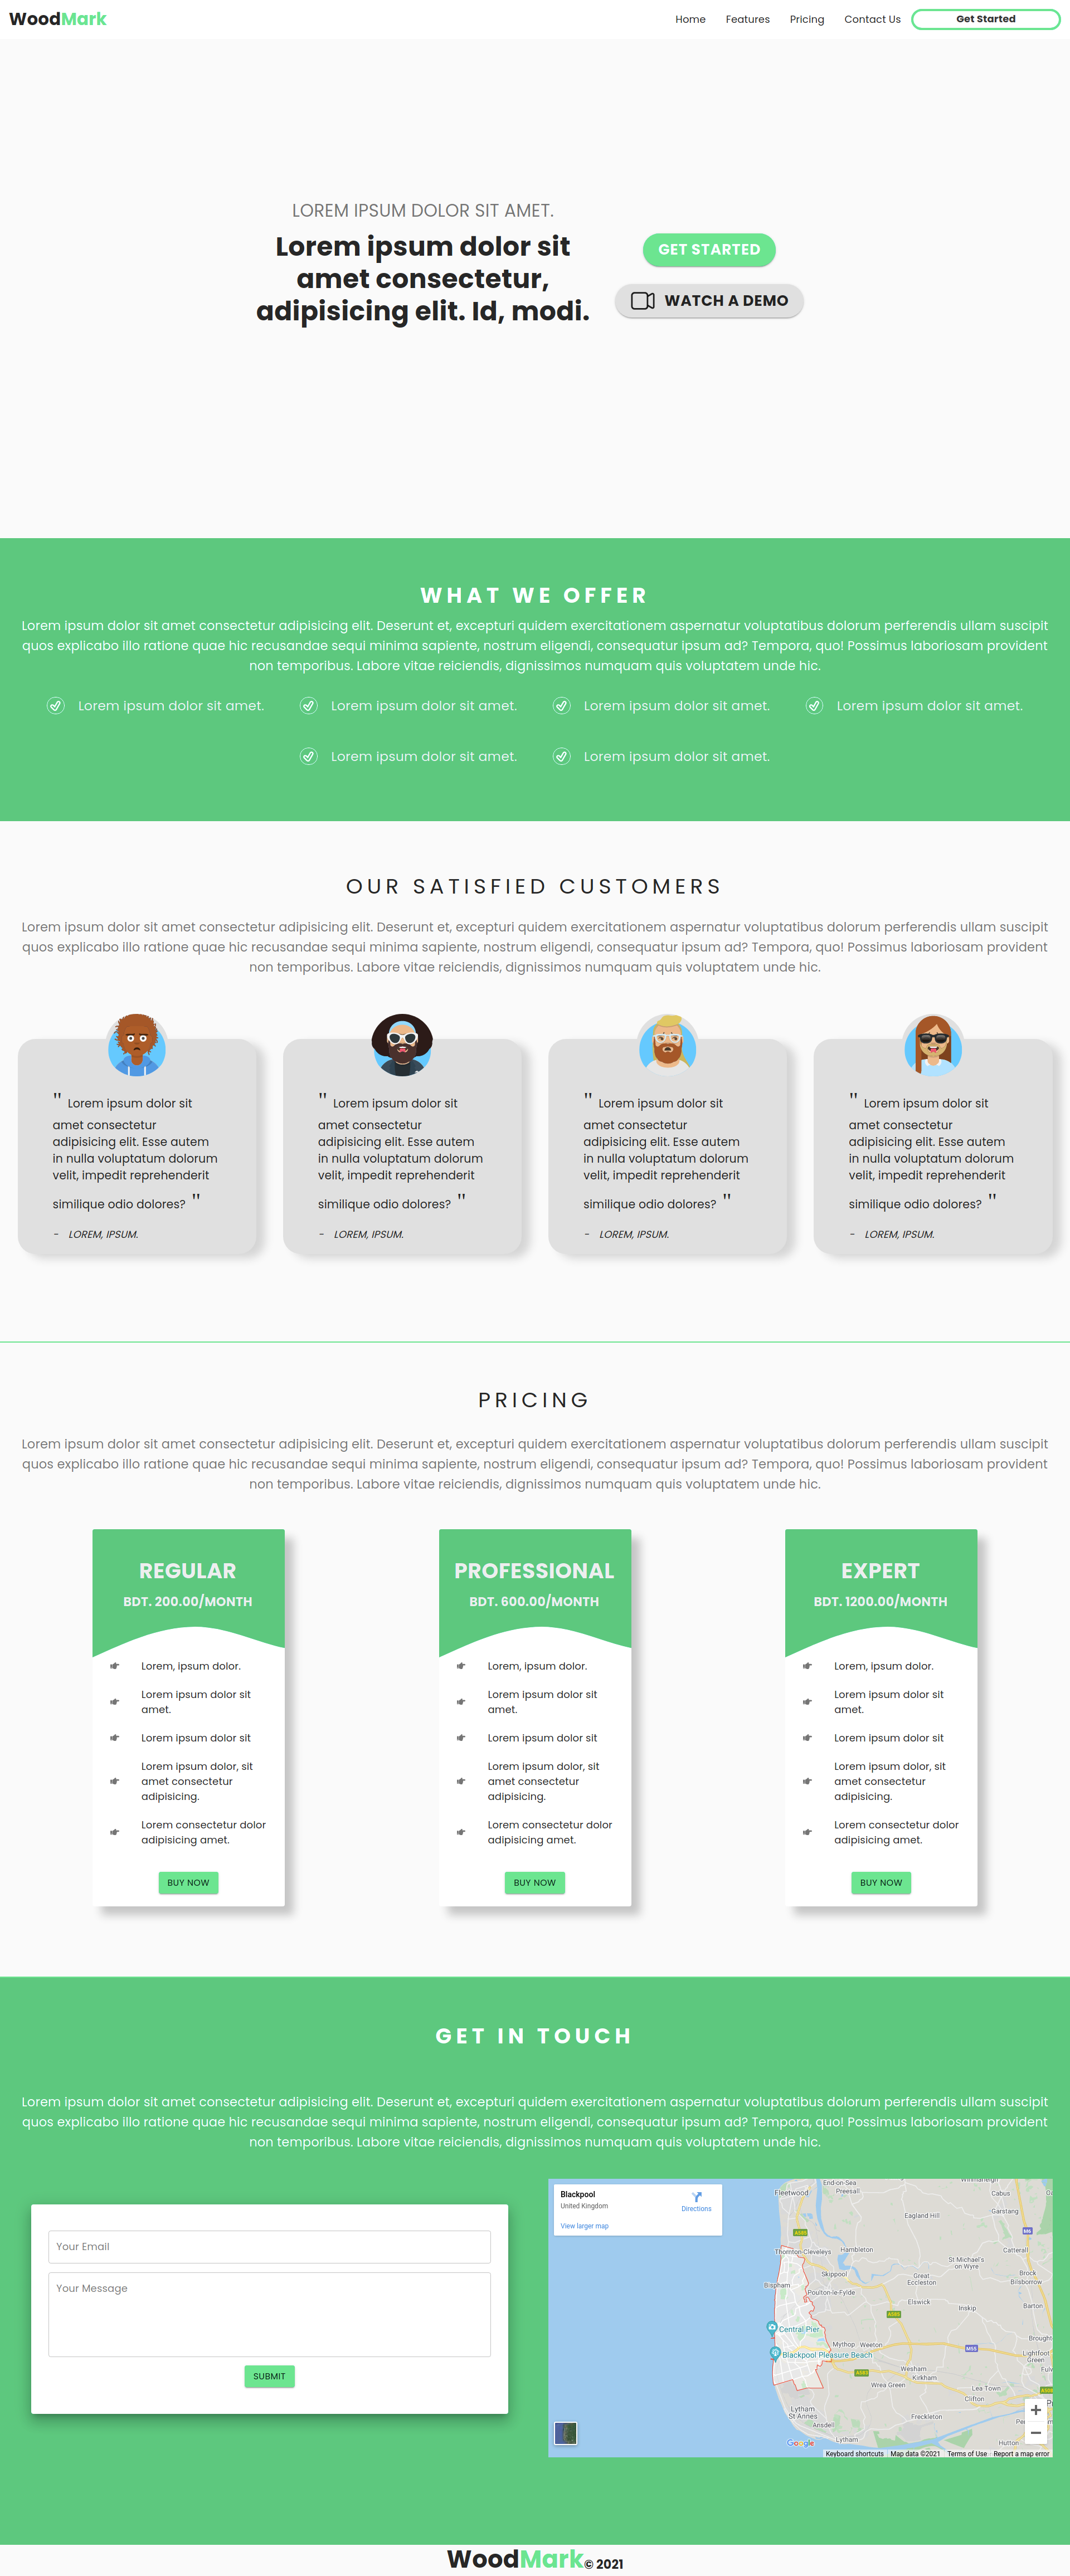 WoodMark
Home Features Pricing Contact Us Get Started
LOREM IPSUM DOLOR SIT AMET.
Lorem ipsum dolor sit
amet consectetur,
adipisicing elit. Id, modi.
GET STARTED
WATCH A DEMO
WHAT WE OFFER
Lorem ipsum dolor sit amet consectetur adipisicing elit. Deserunt et, excepturi quidem exercitationem aspernatur voluptatibus dolorum perferendis ullam suscipit
quos explicabo illo ratione quae hic recusandae sequi minima sapiente, nostrum eligendi, consequatur ipsum ad? Tempora, quo! Possimus laboriosam provident
non temporibus. Labore vitae reiciendis, dignissimos numquam quis voluptatem unde hic.
Lorem ipsum dolor sit amet.
Lorem ipsum dolor sit amet.
Lorem ipsum dolor sit amet.
Lorem ipsum dolor sit amet.
Lorem ipsum dolor sit amet.
Lorem ipsum dolor sit amet.
OUR SATISFIED CUSTOMERS
Lorem ipsum dolor sit amet consectetur adipisicing elit. Deserunt et, excepturi quidem exercitationem aspernatur voluptatibus dolorum perferendis ullam suscipit
quos explicabo illo ratione quae hic recusandae sequi minima sapiente, nostrum eligendi, consequatur ipsum ad? Tempora, quo! Possimus laboriosam provident
non temporibus. Labore vitae reiciendis, dignissimos numquam quis voluptatem unde hic.
" Lorem ipsum dolor sit
amet consectetur
adipisicing elit. Esse autem
in nulla voluptatum dolorum
velit, impedit reprehenderit
similique odio dolores? "
- LOREM, IPSUM.
" Lorem ipsum dolor sit
amet consectetur
adipisicing elit. Esse autem
in nulla voluptatum dolorum
velit, impedit reprehenderit
similique odio dolores? "
- LOREM, IPSUM.
" Lorem ipsum dolor sit
amet consectetur
adipisicing elit. Esse autem
in nulla voluptatum dolorum
velit, impedit reprehenderit
similique odio dolores? "
- LOREM, IPSUM.
" Lorem ipsum dolor sit
amet consectetur
adipisicing elit. Esse autem
in nulla voluptatum dolorum
velit, impedit reprehenderit
similique odio dolores? "
- LOREM, IPSUM.
PRICING
Lorem ipsum dolor sit amet consectetur adipisicing elit. Deserunt et, excepturi quidem exercitationem aspernatur voluptatibus dolorum perferendis ullam suscipit
quos explicabo illo ratione quae hic recusandae sequi minima sapiente, nostrum eligendi, consequatur ipsum ad? Tempora, quo! Possimus laboriosam provident
non temporibus. Labore vitae reiciendis, dignissimos numquam quis voluptatem unde hic.
REGULAR
BDT. 200.00/MONTH
Lorem, ipsum dolor.
Lorem ipsum dolor sit
amet.
Lorem ipsum dolor sit
Lorem ipsum dolor, sit
amet consectetur
adipisicing.
Lorem consectetur dolor
adipisicing amet.
BUY NOW
PROFESSIONAL
BDT. 600.00/MONTH
Lorem, ipsum dolor.
Lorem ipsum dolor sit
amet.
Lorem ipsum dolor sit
Lorem ipsum dolor, sit
amet consectetur
adipisicing.
Lorem consectetur dolor
adipisicing amet.
BUY NOW
EXPERT
BDT. 1200.00/MONTH
Lorem, ipsum dolor.
Lorem ipsum dolor sit
amet.
Lorem ipsum dolor sit
Lorem ipsum dolor, sit
amet consectetur
adipisicing.
Lorem consectetur dolor
adipisicing amet.
BUY NOW
GET IN TOUCH
Lorem ipsum dolor sit amet consectetur adipisicing elit. Deserunt et, excepturi quidem exercitationem aspernatur voluptatibus dolorum perferendis ullam suscipit
quos explicabo illo ratione quae hic recusandae sequi minima sapiente, nostrum eligendi, consequatur ipsum ad? Tempora, quo! Possimus laboriosam provident
non temporibus. Labore vitae reiciendis, dignissimos numquam quis voluptatem unde hic.
Your Email
Your Message
SUBMIT
Blackpool
United Kingdom
View larger map
Directions
End-on-Sea
Fleetwood
Preesall
Cabus
Garstang
Eagland Hill
M6
A585
Thornton-Cleveleys
Hambleton
Catterall
St Michael's
on Wyre
Skippool
Great
Eccleston
Brock
Bilsborrow
Bispham
Poulton-le-Fylde
Elswick
Inskip
Barton
A585
Central Pier
Mythop
Weeton
M55
Brought
Blackpool Pleasure Beach
Lightfoot
Green
A583
Wesham
Kirkham
Wrea Green
Lea Town
Clifton
Lytham
St Annes
Freckleton
Ansdell
Lytham
Hutton
Google
Keyboard shortcuts Map data ©2021 Terms of Use Report a map error
WoodMark© 2021